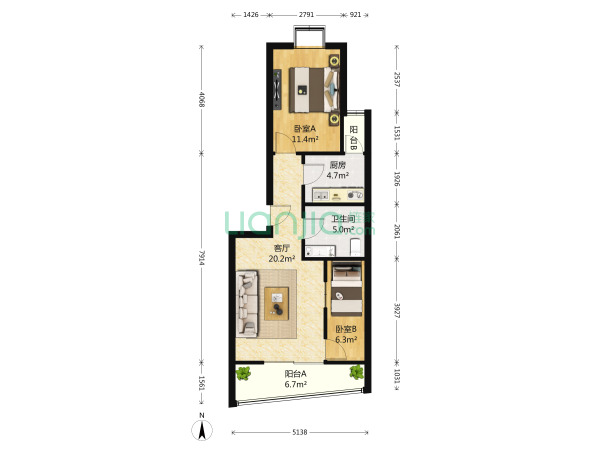 1426 2791 921
卧室A
11.4m²
阳台B
厨房
4.7m²
卫生间
5.0m²
客厅
20.2m²
卧室B
6.3m²
阳台A
6.7m²
4068
7914
1561
2537
1531
1926
2061
3927
1031
N
5138
lianjia.com